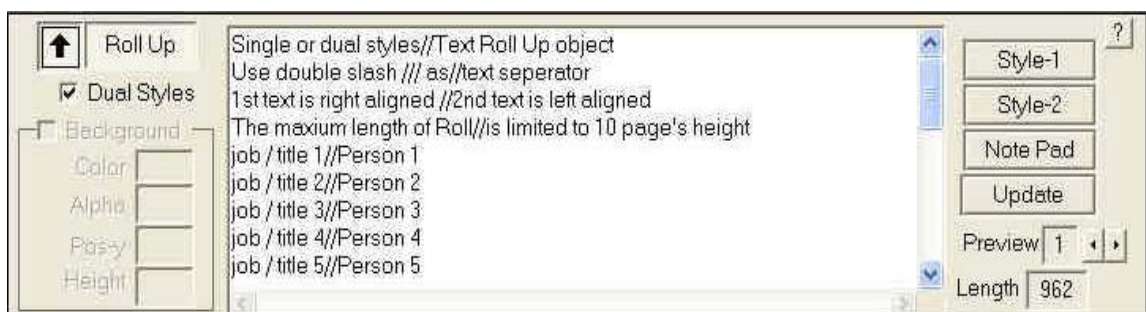 Roll Up
Dual Styles
Background
Color
Alpha
Pos-y
Height
Single or dual styles//Text Roll Up object
Use double slash /// as//text seperator
1st text is right aligned //2nd text is left aligned
The maxium length of Roll//is limited to 10 page's height
job / title 1//Person 1
job / title 2//Person 2
job / title 3//Person 3
job / title 4//Person 4
job / title 5//Person 5
?
Style-1
Style-2
Note Pad
Update
Preview 1
Length 962